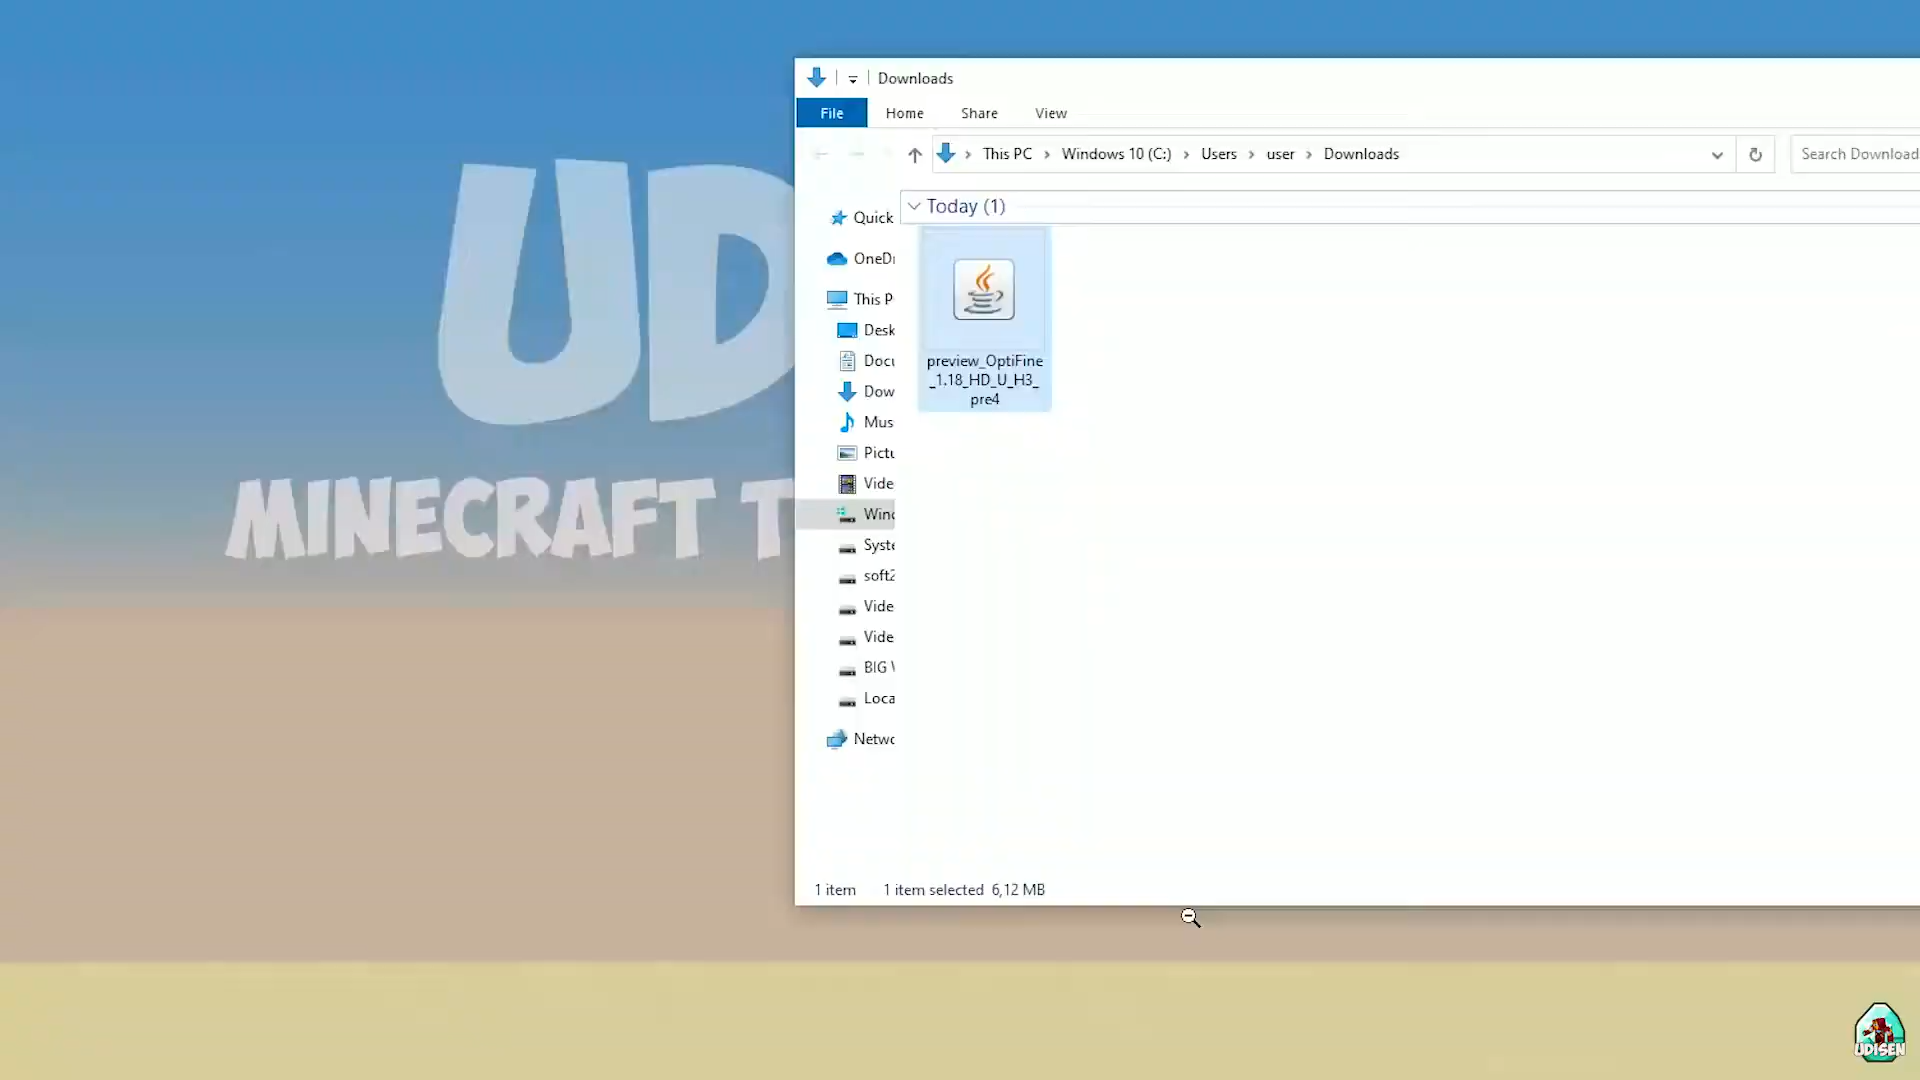 Downloads
File Home Share View
This PC Windows 10 (C:) Users user Downloads
Search Download
Today (1)
Quick
OneDr
This P
Desk
Docu
Dow
Mus
Pictu
Vide
Wind
Syste
soft2
Vide
Vide
BIG
Loca
Netwo
preview_OptiFine
_1.18_HD_U_H3_
pre4
1 item 1 item selected 6,12 MB
UD
MINECRAFT T
UDISEN